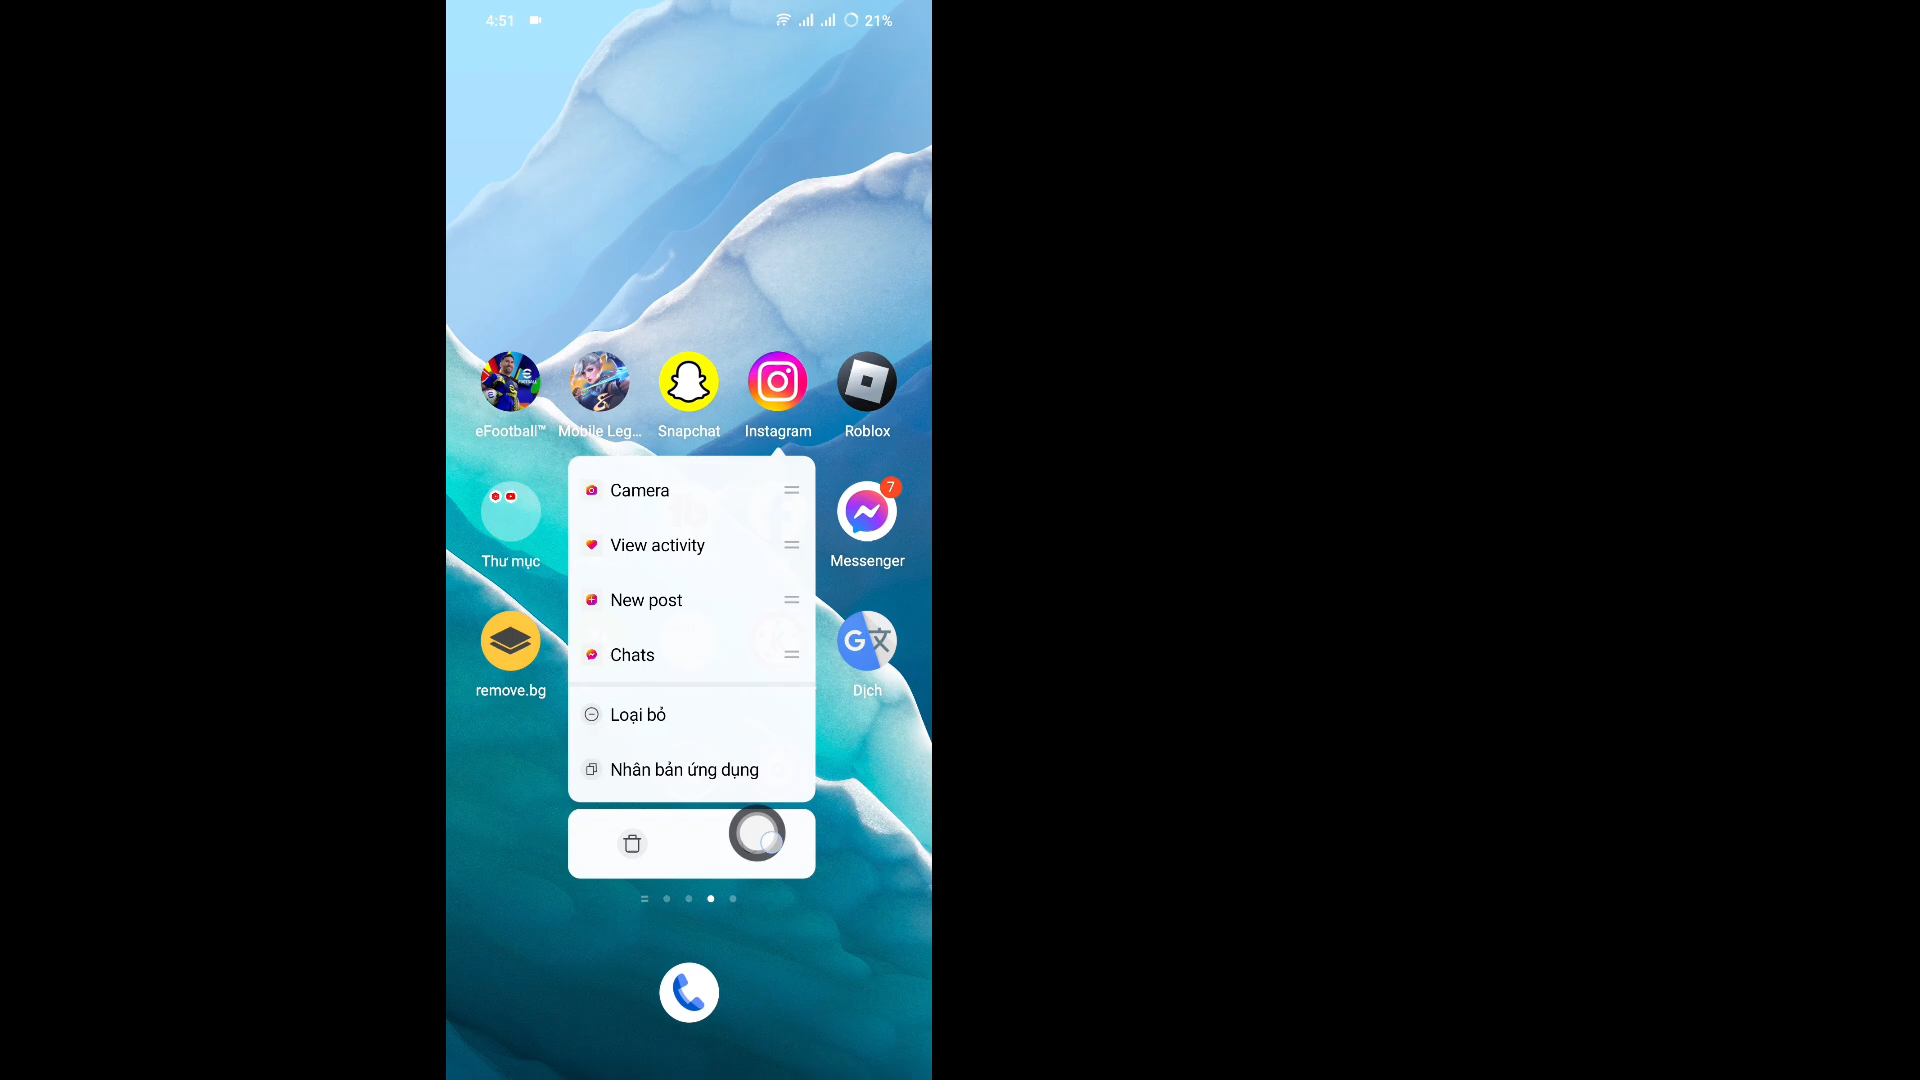 4:51
21%
eFootball™
Mobile Leg...
Snapchat
Instagram
Roblox
Camera
View activity
New post
Chats
Loại bỏ
Nhân bản ứng dụng
Thư mục
7
Messenger
remove.bg
Dịch